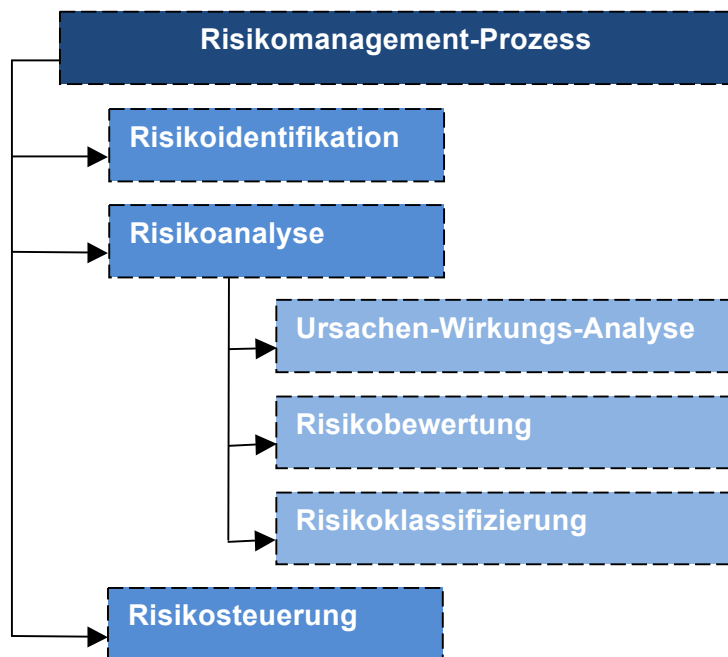 Risikomanagement-Prozess
Risikoidentifikation
Risikoanalyse
Ursachen-Wirkungs-Analyse
Risikobewertung
Risikoklassifizierung
Risikosteuerung